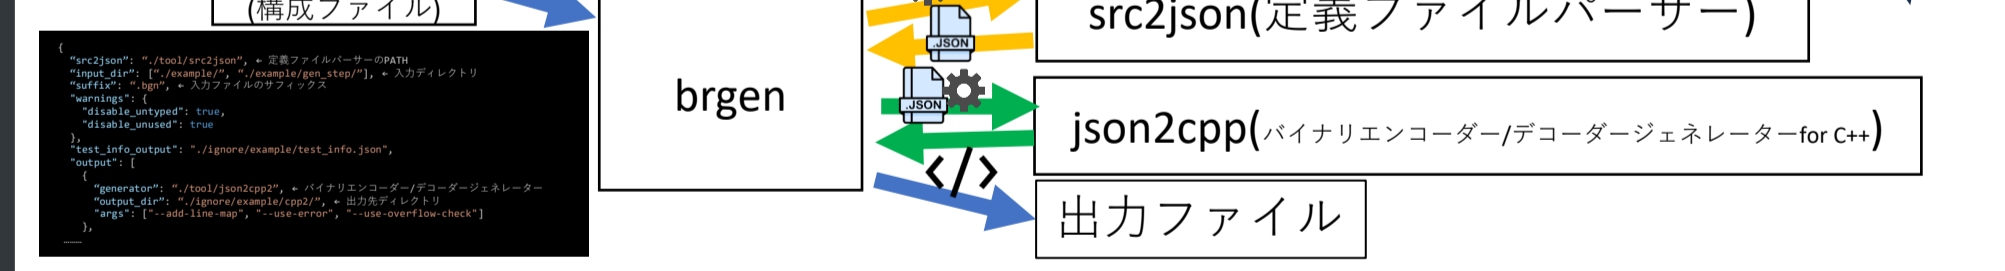 (構成ファイル)
{
"src2json": "./tool/src2json", ← 定義ファイルパーサーのPATH
"input_dir": ["./example/", "./example/gen_step/"], ← 入力ディレクトリ
"suffix": ".bgn", ← 入力ファイルのサフィックス
"warnings": {
"disable_untyped": true,
"disable_unused": true
},
"test_info_output": "./ignore/example/test_info.json",
"output": [
{
"generator": "./tool/json2cpp2", ← バイナリエンコーダー/デコーダージェネレーター
"output_dir": "./ignore/example/cpp2/", ← 出力先ディレクトリ
"args": ["--add-line-map", "--use-error", "--use-overflow-check"]
},
………
brgen
src2json(定義ファイルパーサー)
.JSON
.JSON
json2cpp(バイナリエンコーダー/デコーダージェネレーターfor C++)
</>
出力ファイル